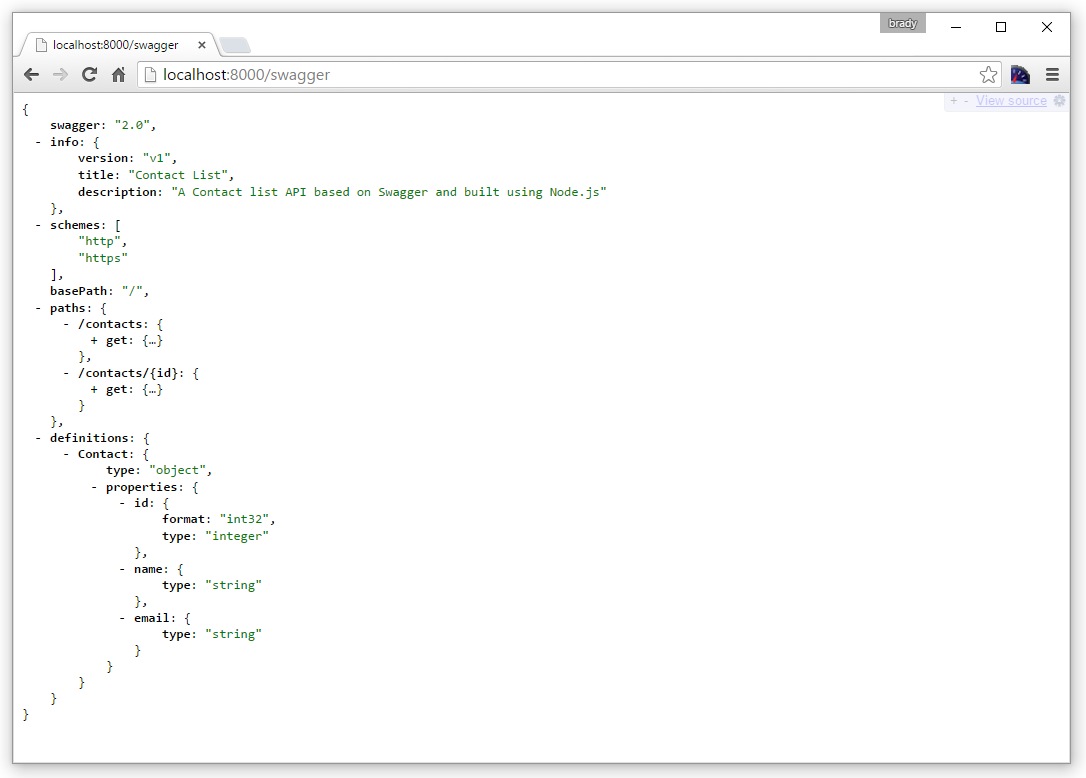 brady
localhost:8000/swagger
localhost:8000/swagger
+ - View source
{
    swagger: "2.0",
  - info: {
        version: "v1",
        title: "Contact List",
        description: "A Contact list API based on Swagger and built using Node.js"
    },
  - schemes: [
        "http",
        "https"
    ],
    basePath: "/",
  - paths: {
      - /contacts: {
          + get: {…}
        },
      - /contacts/{id}: {
          + get: {…}
        }
    },
  - definitions: {
      - Contact: {
            type: "object",
          - properties: {
              - id: {
                    format: "int32",
                    type: "integer"
                },
              - name: {
                    type: "string"
                },
              - email: {
                    type: "string"
                }
            }
        }
    }
}